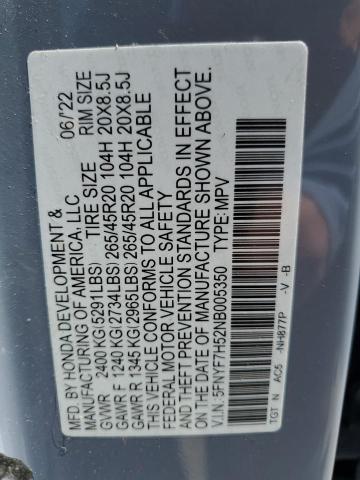 MFD. BY HONDA DEVELOPMENT & 06/'22
MANUFACTURING OF AMERICA, LLC
TIRE SIZE RIM SIZE
GVWR 2400 KG(5291LBS)
GAWR F 1240 KG(2734LBS) 265/45R20 104H 20X8.5J
GAWR R 1345 KG(2965LBS) 265/45R20 104H 20X8.5J
THIS VEHICLE CONFORMS TO ALL APPLICABLE
FEDERAL MOTOR VEHICLE SAFETY
AND THEFT PREVENTION STANDARDS IN EFFECT
ON THE DATE OF MANUFACTURE SHOWN ABOVE.
V.I.N.: 5FNYF7H52NB005350 TYPE: MPV
TGT N AC5 -NH877P -V -B